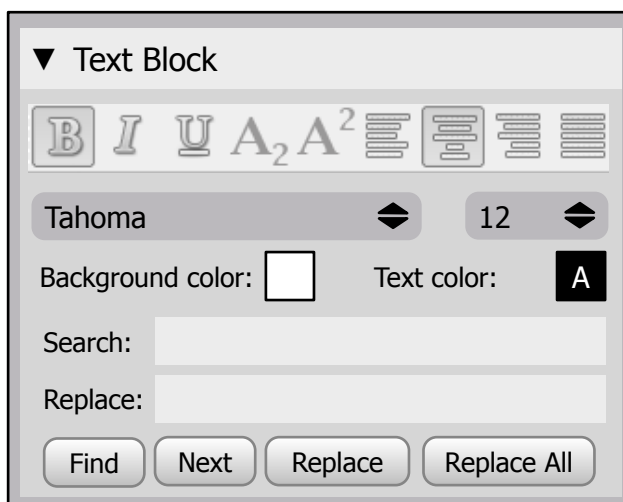 ▼ Text Block
B I U A2 A2
Tahoma 12
Background color: Text color: A
Search:
Replace:
Find Next Replace Replace All